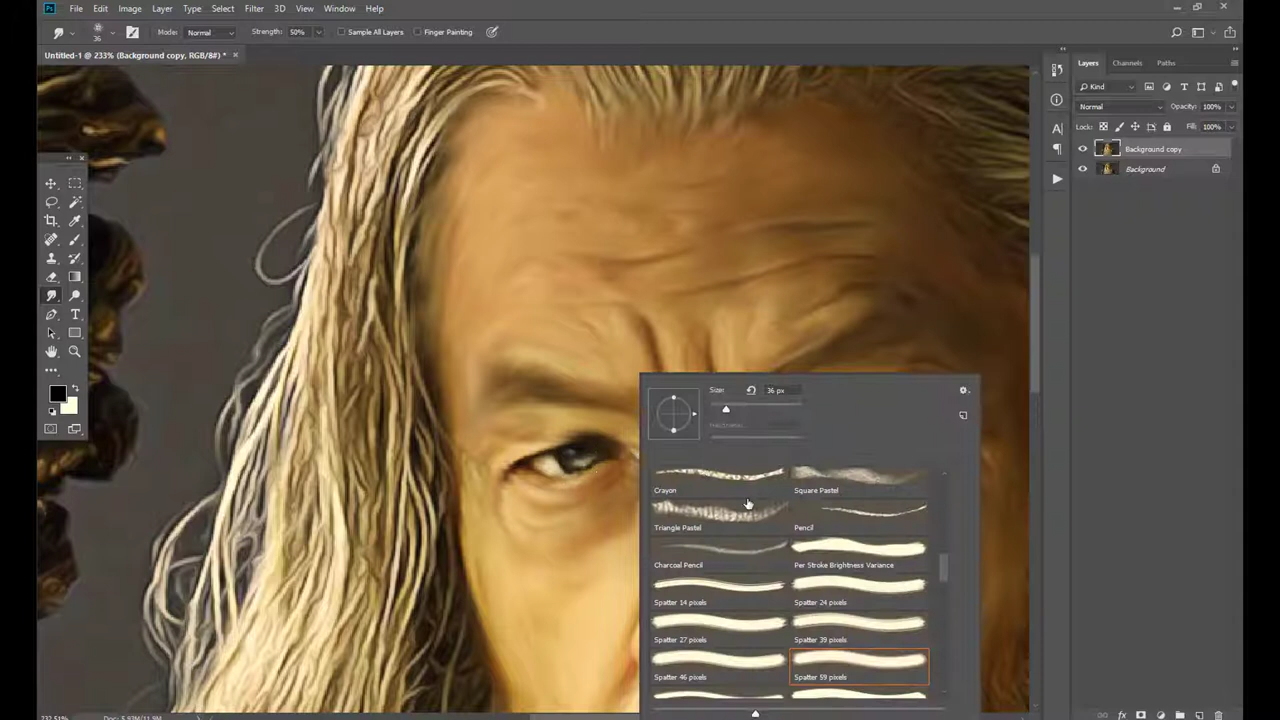 Ps File Edit Image Layer Type Select Filter 3D View Window Help
36 Mode: Normal Strength: 50% Sample All Layers Finger Painting
Untitled-1 @ 233% (Background copy, RGB/8#) *
Layers Channels Paths
Kind
Normal Opacity: 100%
Lock: Fill: 100%
Background copy
Background
Size: 36 px
Hardness:
Crayon Square Pastel
Triangle Pastel Pencil
Charcoal Pencil Per Stroke Brightness Variance
Spatter 14 pixels Spatter 24 pixels
Spatter 27 pixels Spatter 39 pixels
Spatter 46 pixels Spatter 59 pixels